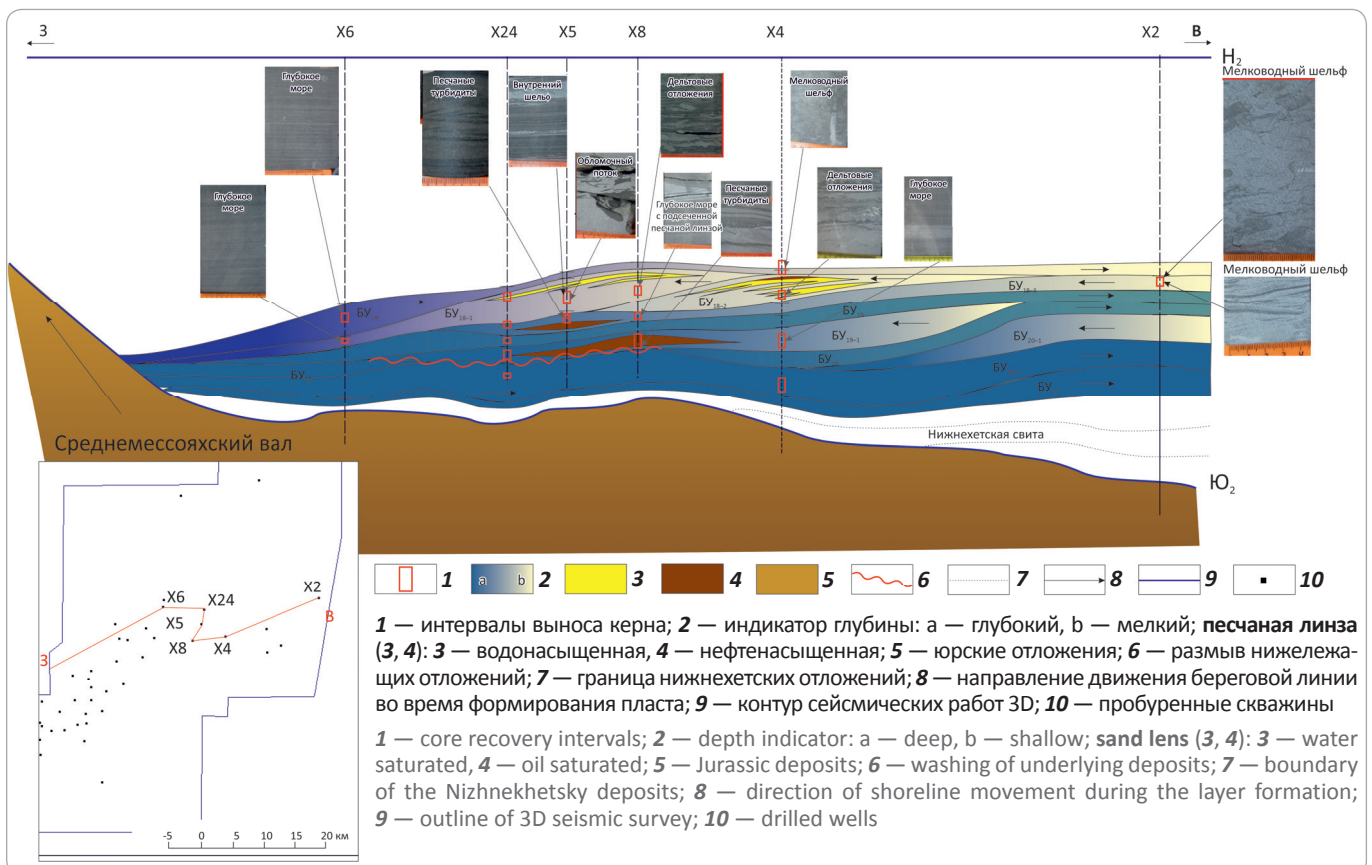 З
X6
X24
X5
X8
X4
X2
В
H₂
Мелководный шельф
Глубокое
море
Песчаные
турбидиты
Внутренний
шельф
Дельтовые
отложения
Мелководный
шельф
Обломочный
поток
Глубокое
море
Глубокое море
с подсеченной
песчаной линзой
Песчаные
турбидиты
Дельтовые
отложения
Глубокое
море
Мелководный шельф
БУ₁₈₋₁
БУ₁₈₋₂
БУ₁₉₋₁
БУ₂₀₋₁
БУ
Нижнехетская свита
Среднемессояхский вал
Ю₂
X6
X24
X2
X5
X8
X4
З
В
-5 0 5 10 15 20 км
1
a b 2
3
4
5
6
7
8
9
10
1 — интервалы выноса керна; 2 — индикатор глубины: a — глубокий, b — мелкий; песчаная линза
(3, 4): 3 — водонасыщенная, 4 — нефтенасыщенная; 5 — юрские отложения; 6 — размыв нижележа-
щих отложений; 7 — граница нижнехетских отложений; 8 — направление движения береговой линии
во время формирования пласта; 9 — контур сейсмических работ 3D; 10 — пробуренные скважины
1 — core recovery intervals; 2 — depth indicator: a — deep, b — shallow; sand lens (3, 4): 3 — water
saturated, 4 — oil saturated; 5 — Jurassic deposits; 6 — washing of underlying deposits; 7 — boundary
of the Nizhnekhetsky deposits; 8 — direction of shoreline movement during the layer formation;
9 — outline of 3D seismic survey; 10 — drilled wells